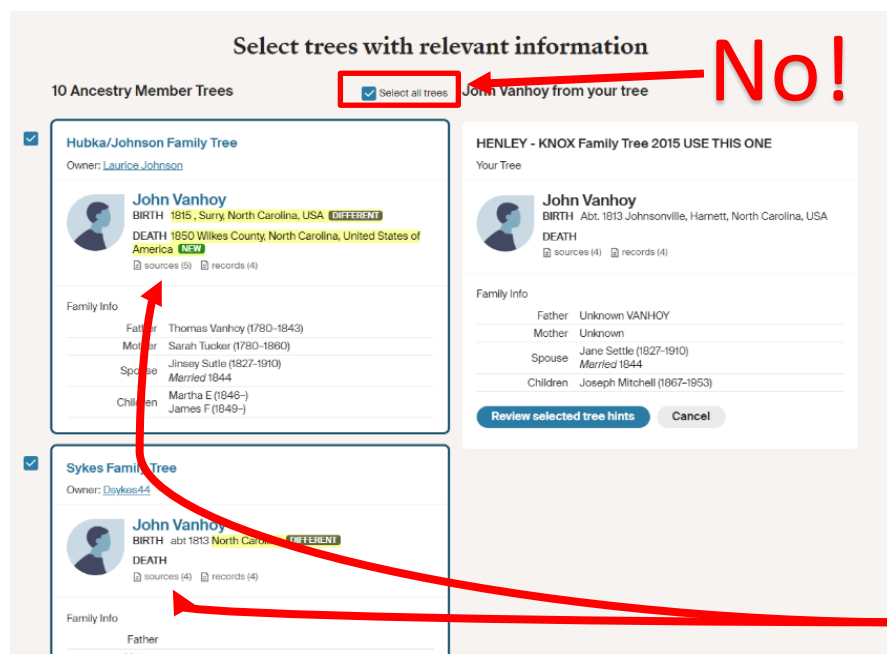 Select trees with relevant information
No!
10 Ancestry Member Trees
Select all trees
John Vanhoy from your tree
Hubka/Johnson Family Tree
Owner: Laurice Johnson
John Vanhoy
BIRTH 1815 , Surry, North Carolina, USA DIFFERENT
DEATH 1850 Wilkes County, North Carolina, United States of
America NEW
sources (5) records (4)
Family Info
Father Thomas Vanhoy (1780–1843)
Mother Sarah Tucker (1780–1860)
Spouse Jinsey Sutle (1827–1910)
Married 1844
Children Martha E (1846–)
James F (1849–)
HENLEY - KNOX Family Tree 2015 USE THIS ONE
Your Tree
John Vanhoy
BIRTH Abt. 1813 Johnsonville, Harnett, North Carolina, USA
DEATH
sources (4) records (4)
Family Info
Father Unknown VANHOY
Mother Unknown
Spouse Jane Settle (1827–1910)
Married 1844
Children Joseph Mitchell (1867–1953)
Review selected tree hints Cancel
Sykes Family Tree
Owner: Dsykes44
John Vanhoy
BIRTH abt 1813 North Carolina DIFFERENT
DEATH
sources (4) records (4)
Family Info
Father